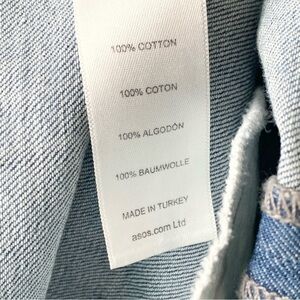 100% COTTON
100% COTON
100% ALGODÓN
100% BAUMWOLLE
MADE IN TURKEY
asos.com Ltd